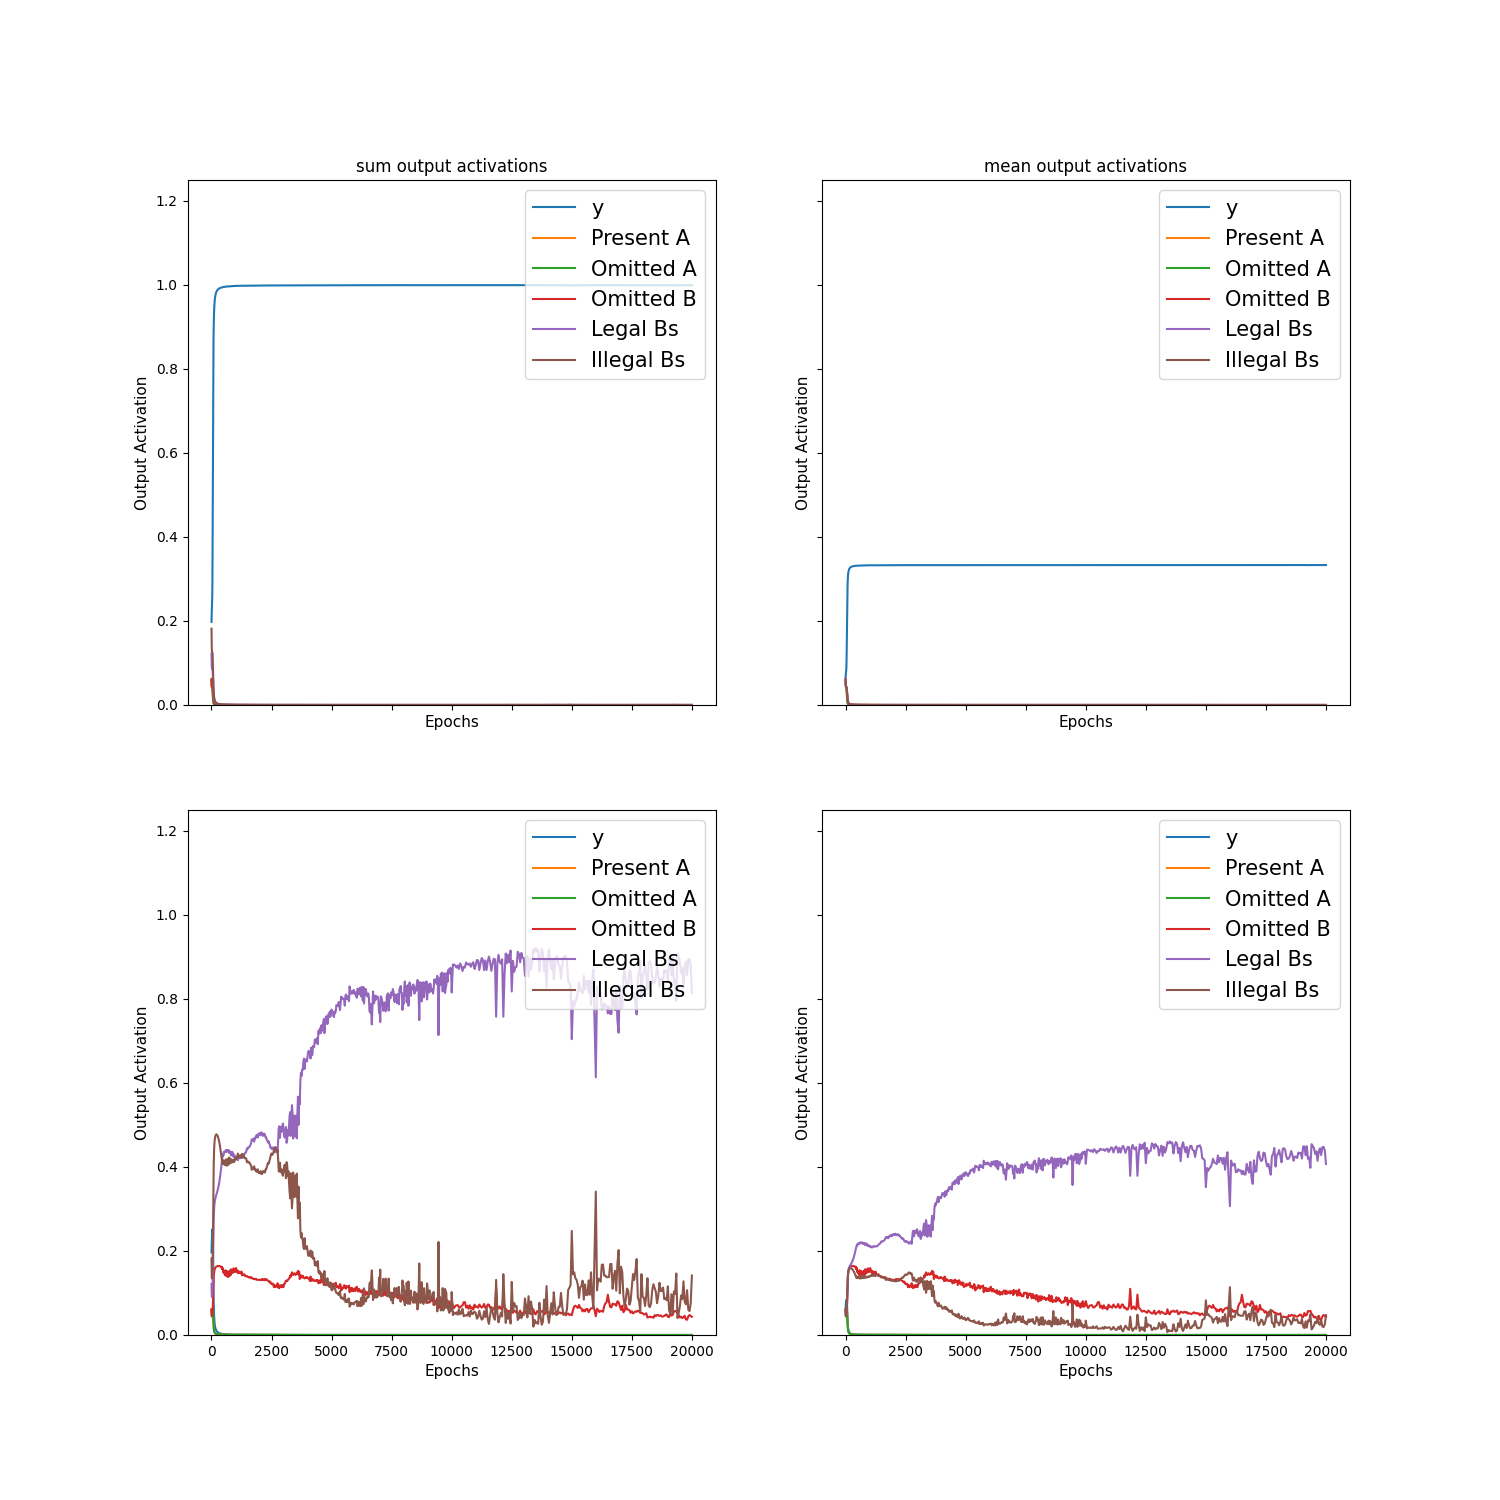 sum output activations
1.2
1.0
0.8
0.6
0.4
0.2
0.0
Output Activation
Epochs
y
Present A
Omitted A
Omitted B
Legal Bs
Illegal Bs
mean output activations
Output Activation
Epochs
y
Present A
Omitted A
Omitted B
Legal Bs
Illegal Bs
1.2
1.0
0.8
0.6
0.4
0.2
0.0
Output Activation
0 2500 5000 7500 10000 12500 15000 17500 20000
Epochs
y
Present A
Omitted A
Omitted B
Legal Bs
Illegal Bs
Output Activation
0 2500 5000 7500 10000 12500 15000 17500 20000
Epochs
y
Present A
Omitted A
Omitted B
Legal Bs
Illegal Bs